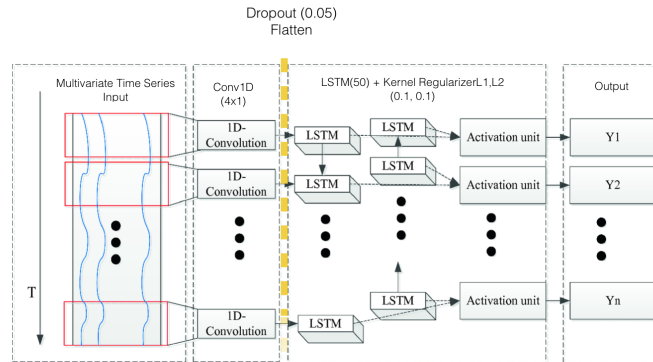 Dropout (0.05)
Flatten
Multivariate Time Series
Input
Conv1D
(4x1)
LSTM(50) + Kernel RegularizerL1,L2
(0.1, 0.1)
Output
T
1D-
Convolution
LSTM
LSTM
Activation unit
Y1
1D-
Convolution
LSTM
LSTM
Activation unit
Y2
1D-
Convolution
LSTM
LSTM
Activation unit
Yn